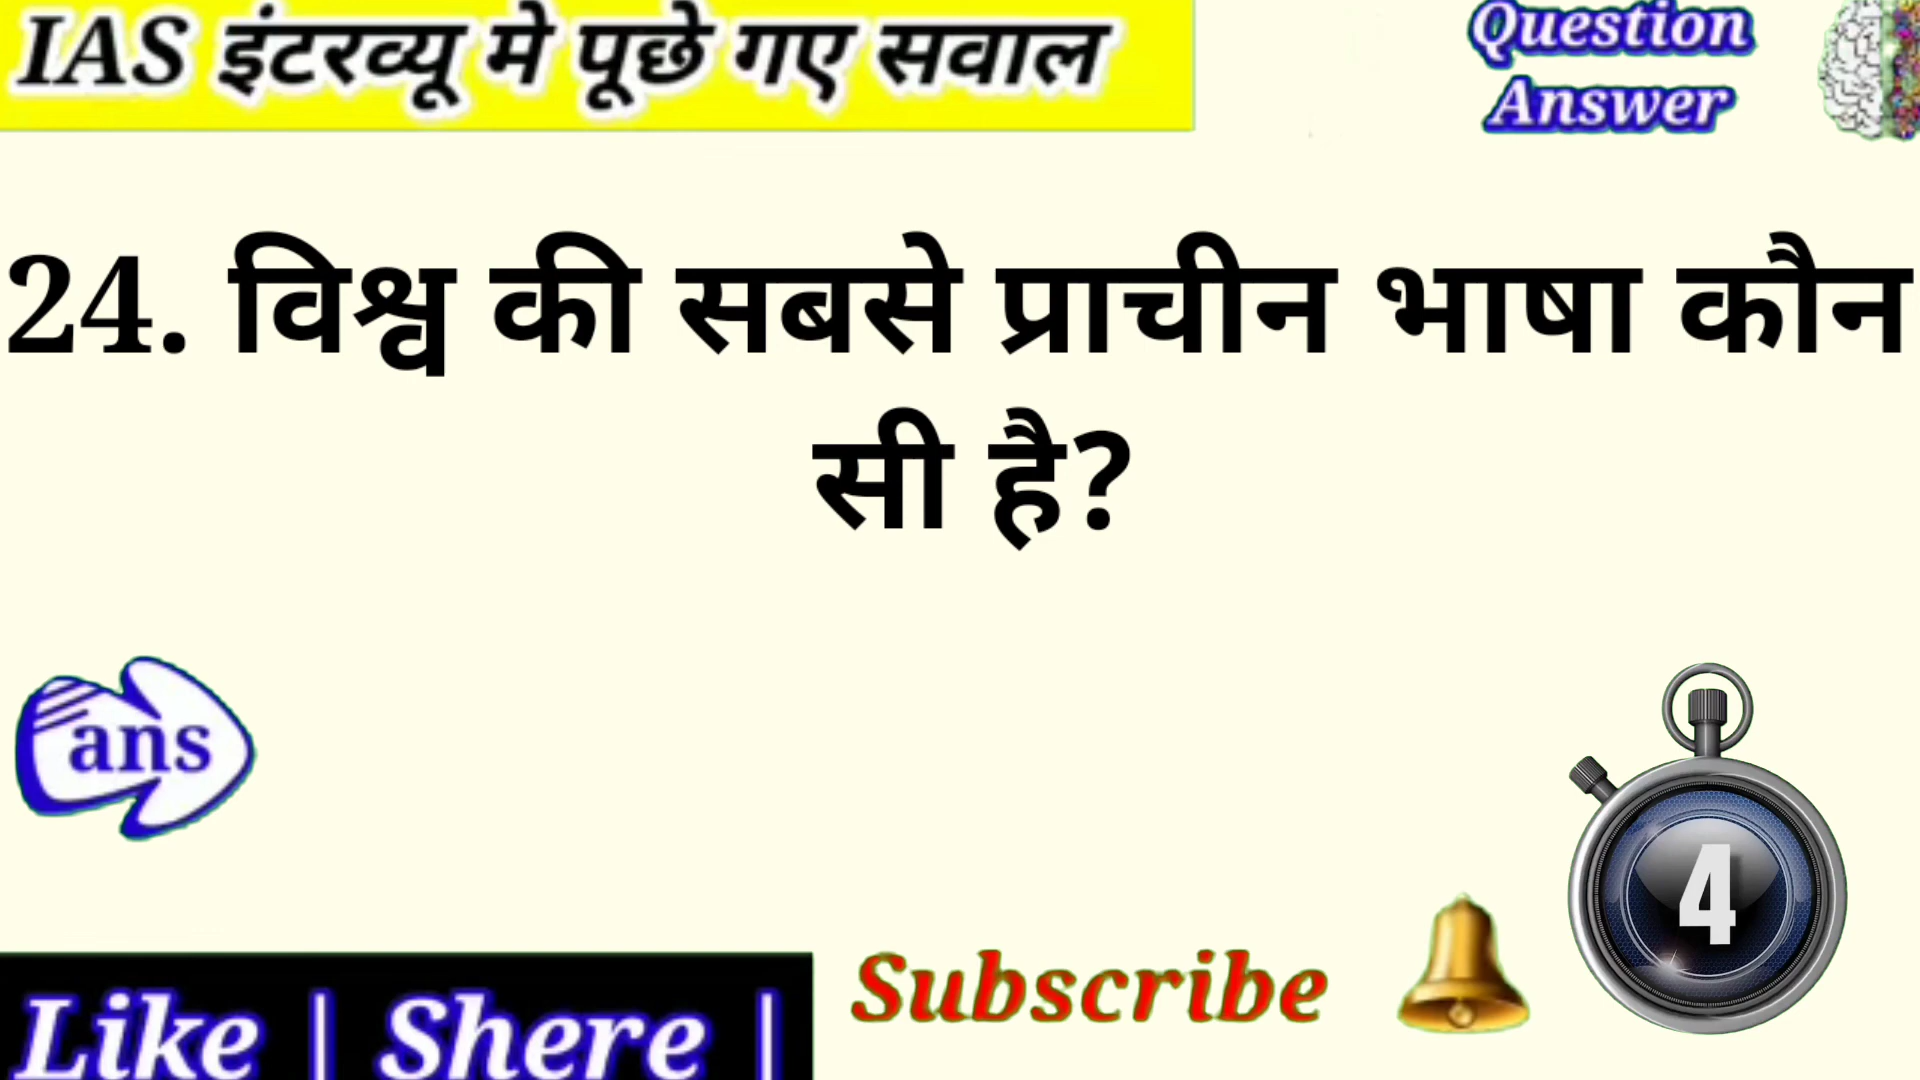 IAS इंटरव्यू मे पूछे गए सवाल
Question
Answer
24. विश्व की सबसे प्राचीन भाषा कौन
सी है?
ans
4
Subscribe
Like | Shere |